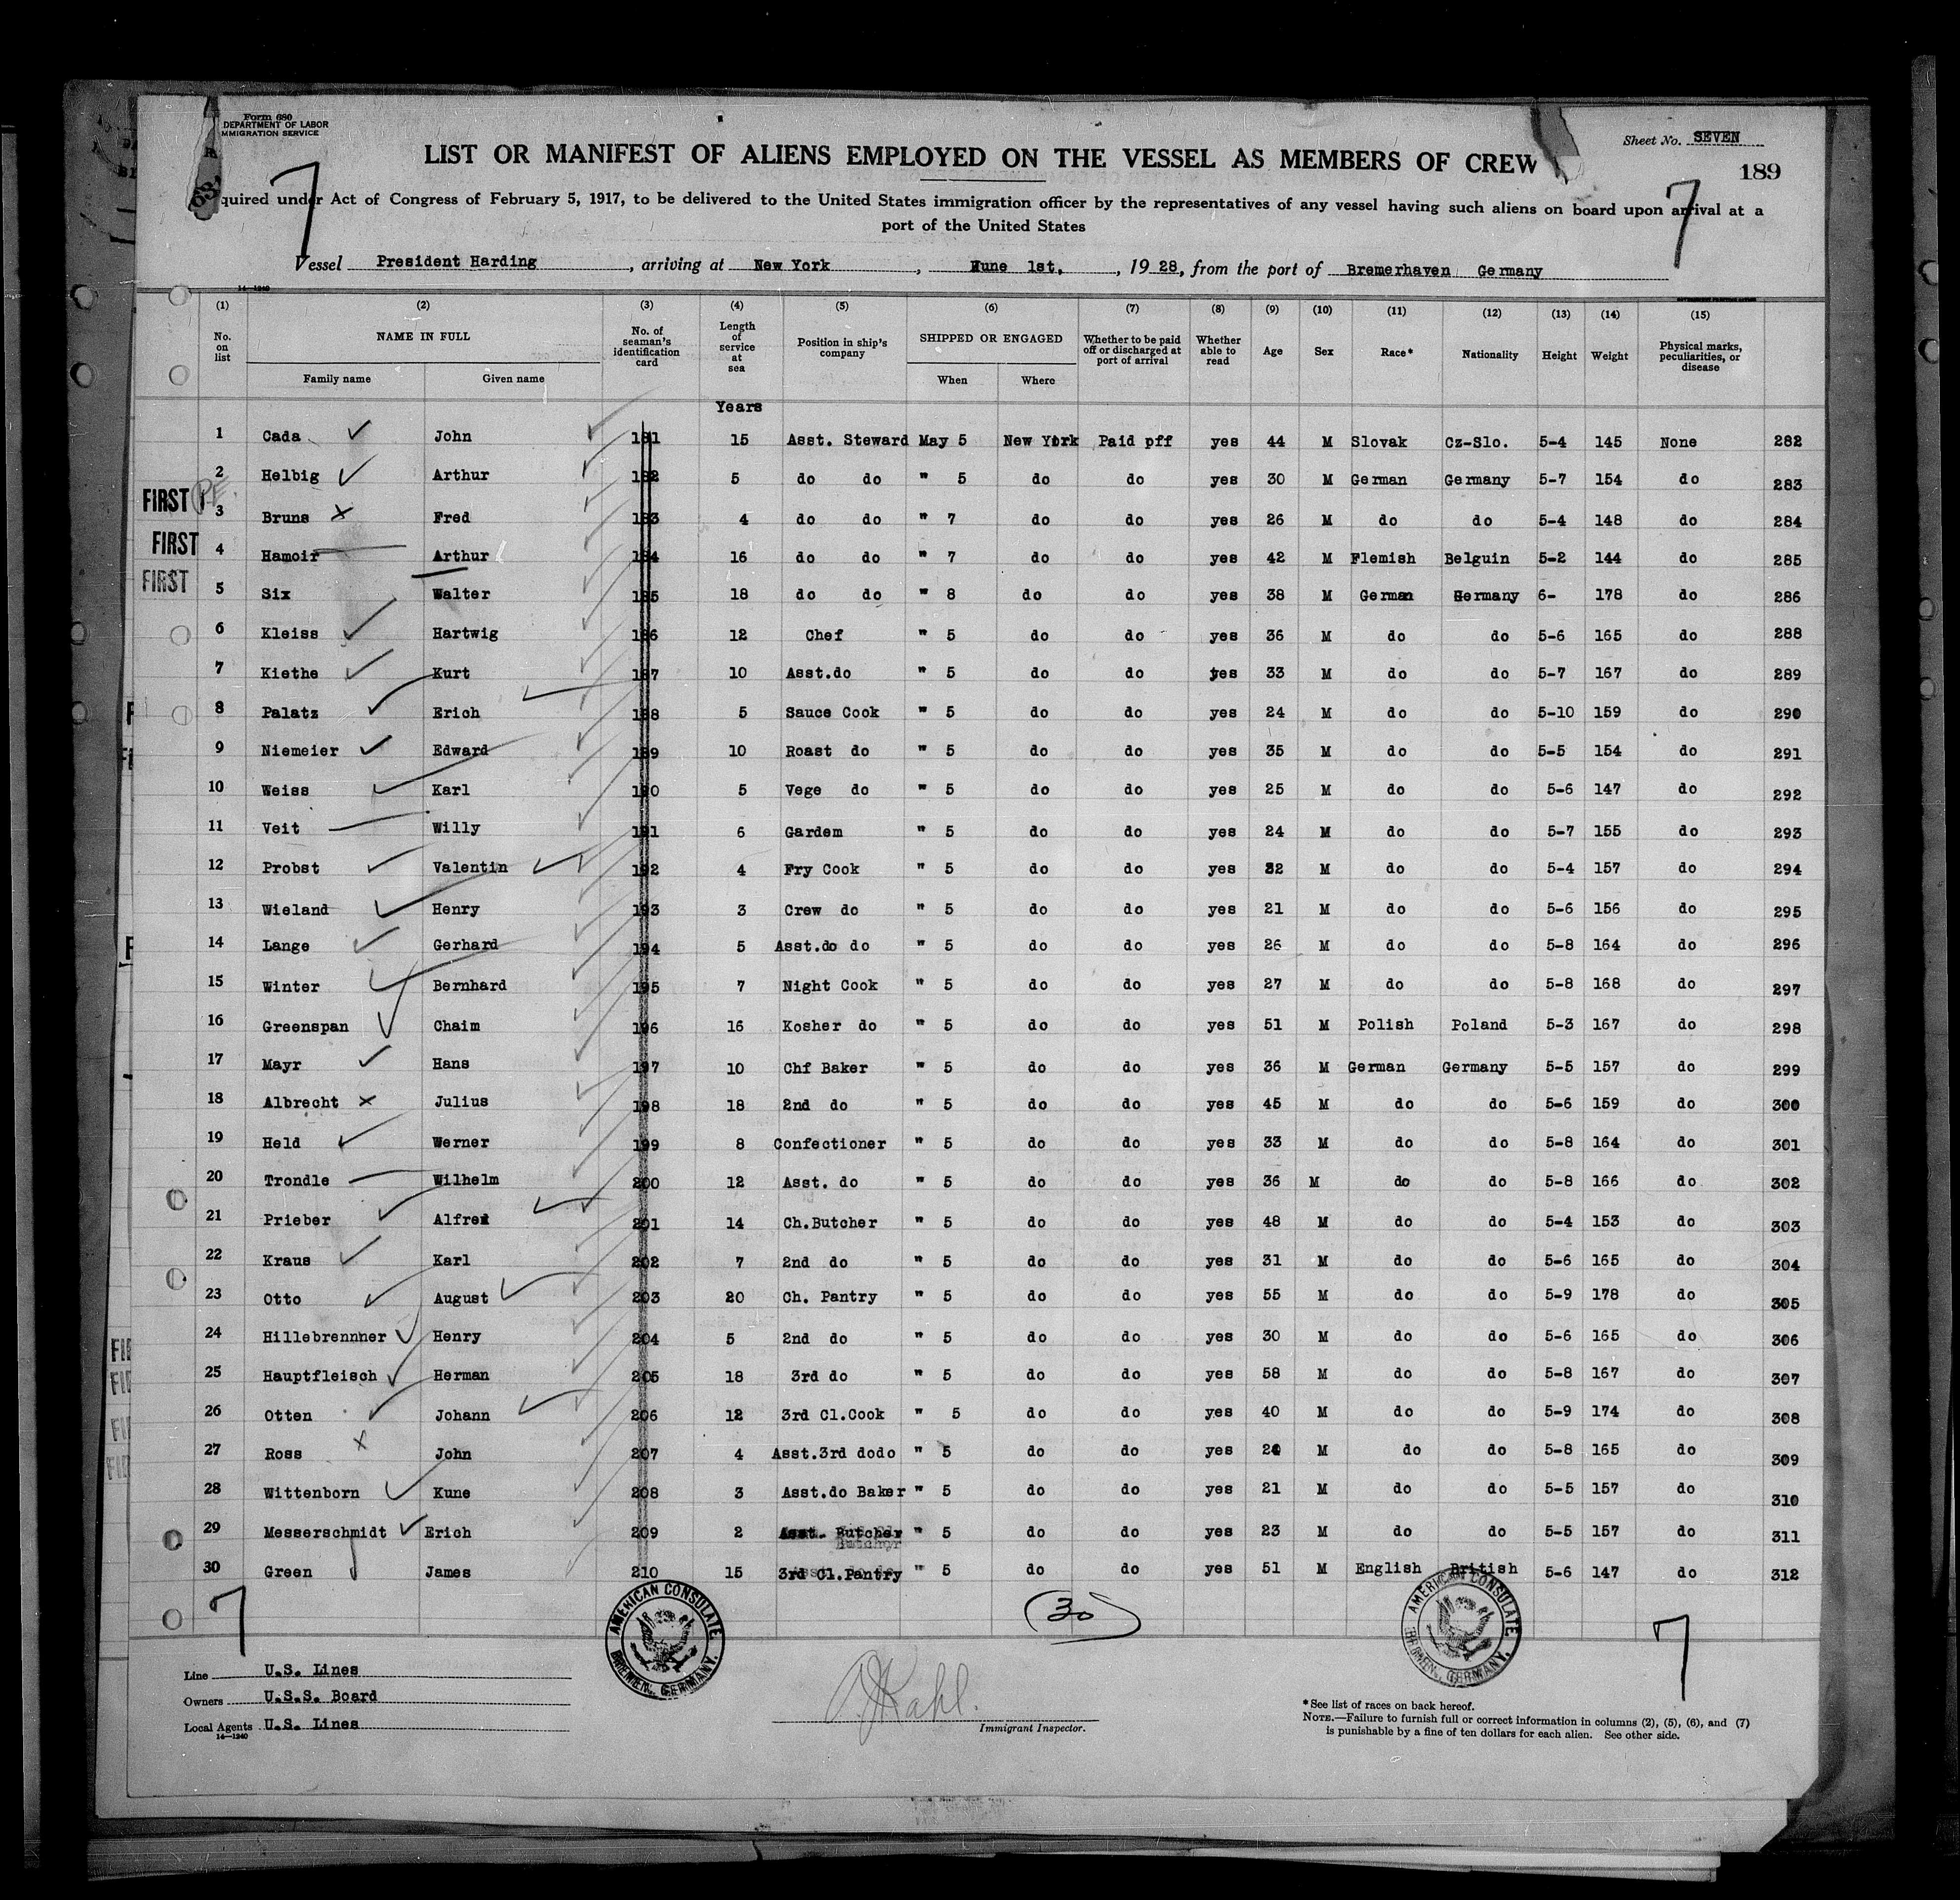 Form 680
DEPARTMENT OF LABOR
MMIGRATION SERVICE
Sheet No. SEVEN
189
LIST OR MANIFEST OF ALIENS EMPLOYED ON THE VESSEL AS MEMBERS OF CREW
7 7
quired under Act of Congress of February 5, 1917, to be delivered to the United States immigration officer by the representatives of any vessel having such aliens on board upon arrival at a
port of the United States
Vessel President Harding, arriving at New York, June 1st, 1928, from the port of Bremerhaven Germany
14—1240
(1) (2) (3) (4) (5) (6) (7) (8) (9) (10) (11) (12) (13) (14) (15)
No. on list NAME IN FULL Family name Given name No. of seaman's identification card Length of service at sea Position in ship's company SHIPPED OR ENGAGED When Where Whether to be paid off or discharged at port of arrival Whether able to read Age Sex Race* Nationality Height Weight Physical marks, peculiarities, or disease
Years
1 Cada John 181 15 Asst. Steward May 5 New York Paid pff yes 44 M Slovak Cz-Slo. 5-4 145 None 282
2 Helbig Arthur 182 5 do do " 5 do do yes 30 M German Germany 5-7 154 do 283
FIRST 3 Bruns Fred 183 4 do do " 7 do do yes 26 M do do 5-4 148 do 284
FIRST 4 Hamoir Arthur 184 16 do do " 7 do do yes 42 M Flemish Belguin 5-2 144 do 285
FIRST 5 Six Walter 185 18 do do " 8 do do yes 38 M German Germany 6- 178 do 286
6 Kleiss Hartwig 186 12 Chef " 5 do do yes 36 M do do 5-6 165 do 288
7 Kiethe Kurt 187 10 Asst.do " 5 do do yes 33 M do do 5-7 167 do 289
8 Palatz Erich 188 5 Sauce Cook " 5 do do yes 24 M do do 5-10 159 do 290
9 Niemeier Edward 189 10 Roast do " 5 do do yes 35 M do do 5-5 154 do 291
10 Weiss Karl 190 5 Vege do " 5 do do yes 25 M do do 5-6 147 do 292
11 Veit Willy 191 6 Gardem " 5 do do yes 24 M do do 5-7 155 do 293
12 Probst Valentin 192 4 Fry Cook " 5 do do yes 32 M do do 5-4 157 do 294
13 Wieland Henry 193 3 Crew do " 5 do do yes 21 M do do 5-6 156 do 295
14 Lange Gerhard 194 5 Asst.do do " 5 do do yes 26 M do do 5-8 164 do 296
15 Winter Bernhard 195 7 Night Cook " 5 do do yes 27 M do do 5-8 168 do 297
16 Greenspan Chaim 196 16 Kosher do " 5 do do yes 51 M Polish Poland 5-3 167 do 298
17 Mayr Hans 197 10 Chf Baker " 5 do do yes 36 M German Germany 5-5 157 do 299
18 Albrecht Julius 198 18 2nd do " 5 do do yes 45 M do do 5-6 159 do 300
19 Held Werner 199 8 Confectioner " 5 do do yes 33 M do do 5-8 164 do 301
20 Trondle Wilhelm 200 12 Asst. do " 5 do do yes 36 M do do 5-8 166 do 302
21 Prieber Alfred 201 14 Ch.Butcher " 5 do do yes 48 M do do 5-4 153 do 303
22 Kraus Karl 202 7 2nd do " 5 do do yes 31 M do do 5-6 165 do 304
23 Otto August 203 20 Ch. Pantry " 5 do do yes 55 M do do 5-9 178 do 305
24 Hillebrennher Henry 204 5 2nd do " 5 do do yes 30 M do do 5-6 165 do 306
25 Hauptfleisch Herman 205 18 3rd do " 5 do do yes 58 M do do 5-8 167 do 307
26 Otten Johann 206 12 3rd Cl.Cook " 5 do do yes 40 M do do 5-9 174 do 308
27 Ross John 207 4 Asst.3rd dodo " 5 do do yes M do do 5-8 165 do 309
28 Wittenborn Kune 208 3 Asst.do Baker " 5 do do yes 21 M do do 5-5 157 do 310
29 Messerschmidt Erich 209 2 Asst. Butcher " 5 do do yes 23 M do do 5-5 157 do 311
30 Green James 210 15 3rd Cl.Pantry " 5 do do yes 51 M English British 5-6 147 do 312
7 (30) 7
AMERICAN CONSULATE. BREMEN, GERMANY.
AMERICAN CONSULATE. BREMEN, GERMANY.
Line U.S. Lines
Owners U.S.S. Board
Local Agents U.S. Lines
14—1240
Kahl.
Immigrant Inspector.
*See list of races on back hereof.
NOTE.—Failure to furnish full or correct information in columns (2), (5), (6), and (7)
is punishable by a fine of ten dollars for each alien. See other side.